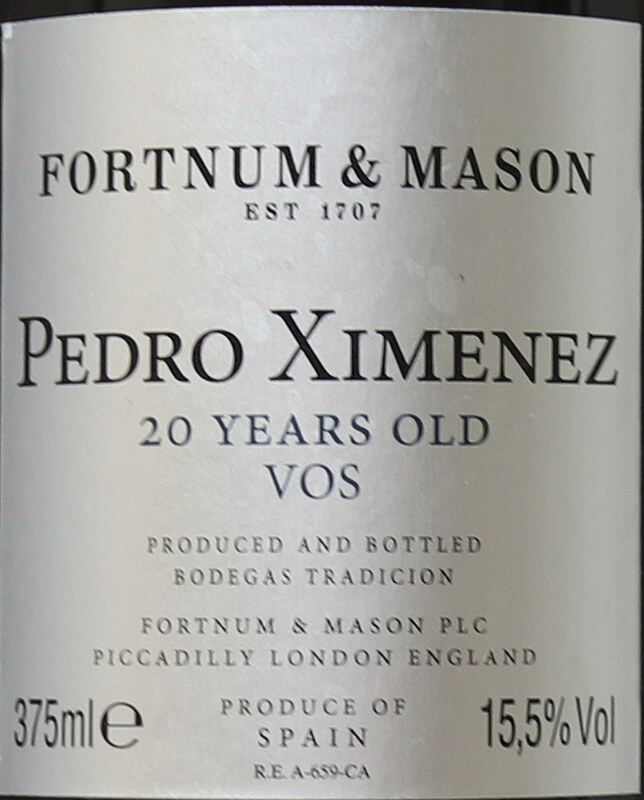 FORTNUM & MASON
EST 1707
PEDRO XIMENEZ
20 YEARS OLD
VOS
PRODUCED AND BOTTLED
BODEGAS TRADICION
FORTNUM & MASON PLC
PICCADILLY LONDON ENGLAND
375ml ℮ PRODUCE OF SPAIN 15,5% Vol
R.E. A-659-CA